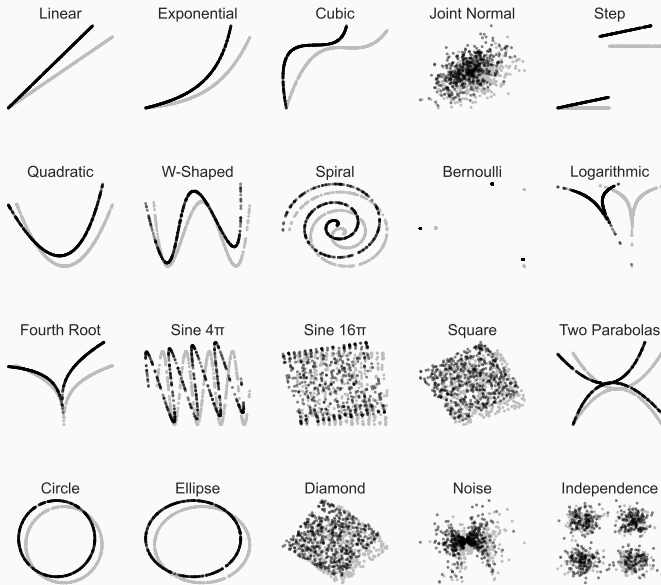 Linear
Exponential
Cubic
Joint Normal
Step
Quadratic
W-Shaped
Spiral
Bernoulli
Logarithmic
Fourth Root
Sine 4π
Sine 16π
Square
Two Parabolas
Circle
Ellipse
Diamond
Noise
Independence